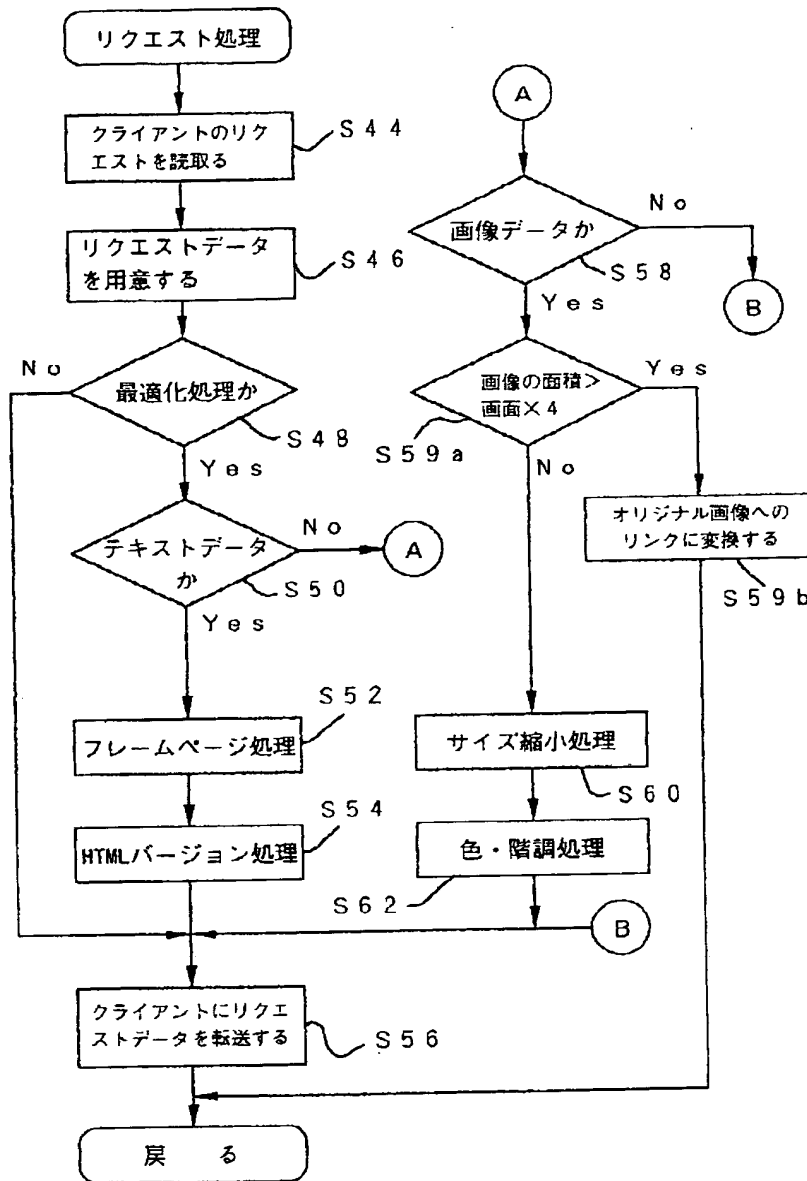 リクエスト処理
クライアントのリク
エストを読取る
S44
リクエストデータ
を用意する
S46
No
最適化処理か
S48
Yes
テキストデータ
か
No
A
S50
Yes
S52
フレームページ処理
S54
HTMLバージョン処理
クライアントにリクエ
ストデータを転送する
S56
戻 る
A
画像データか
No
S58
B
Yes
画像の面積>
画面×4
Yes
S59a
No
オリジナル画像への
リンクに変換する
S59b
サイズ縮小処理
S60
色・階調処理
S62
B